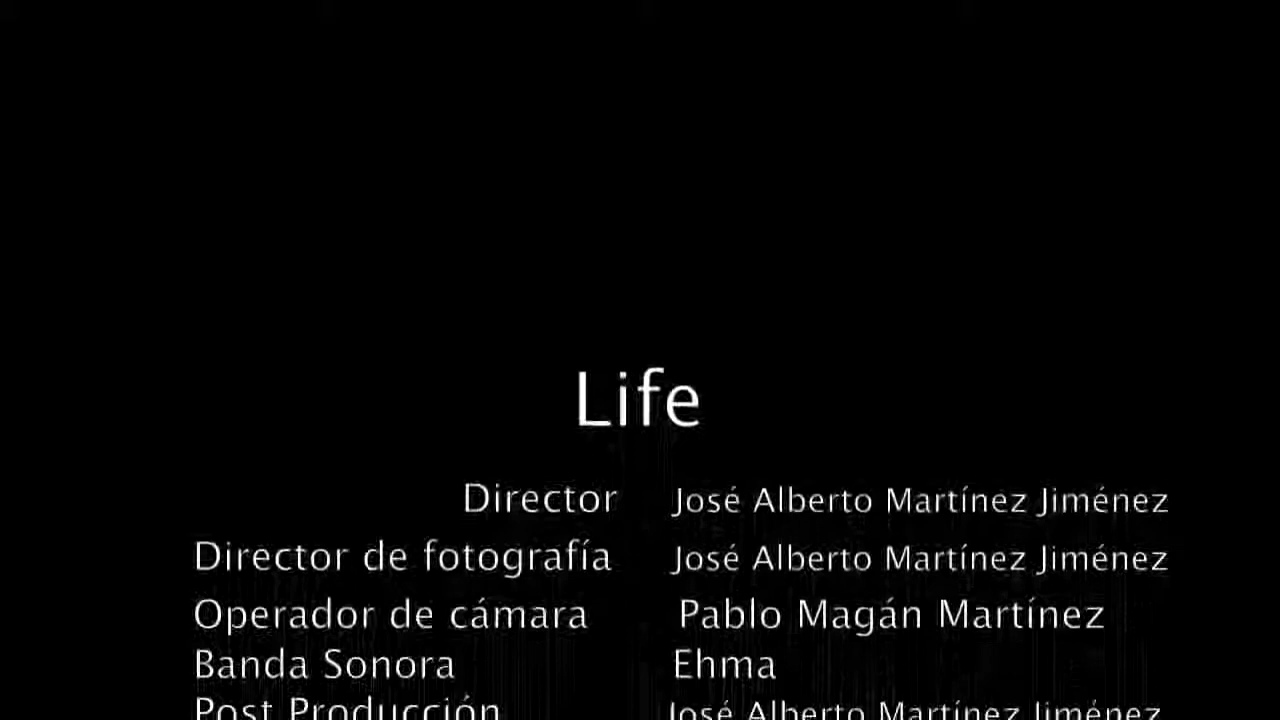 Life
Director José Alberto Martínez Jiménez
Director de fotografía José Alberto Martínez Jiménez
Operador de cámara Pablo Magán Martínez
Banda Sonora Ehma
Post Producción José Alberto Martínez Jiménez